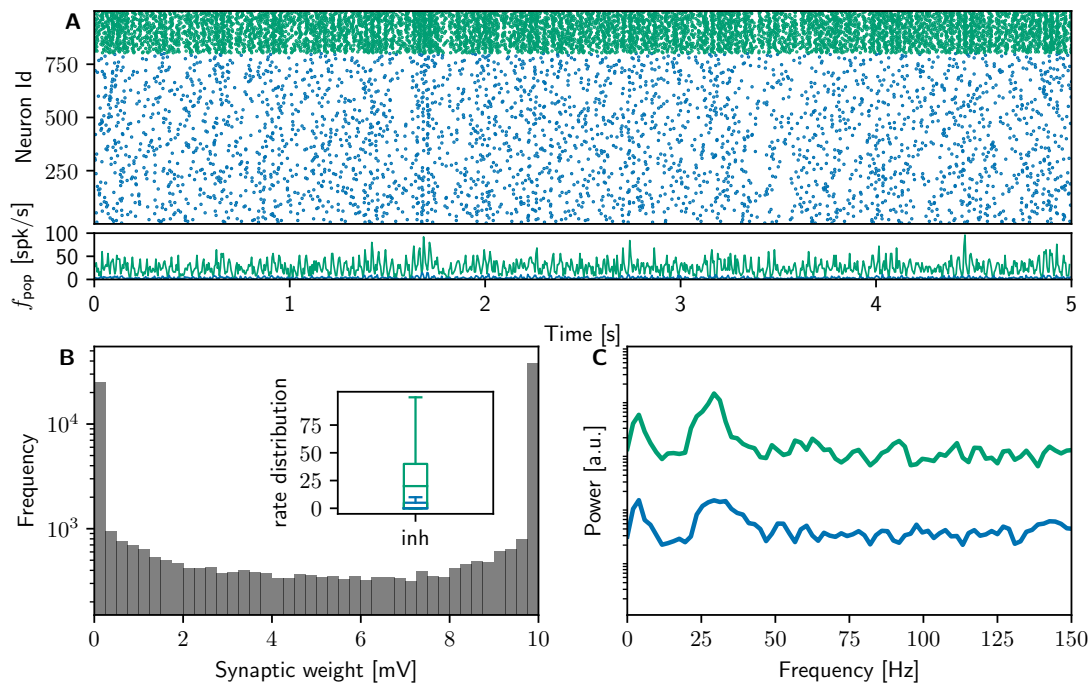 A
Neuron Id
750
500
250
f_pop [spk/s]
100
50
0
0 1 2 3 4 5
Time [s]
B
Frequency
10^4
10^3
0 2 4 6 8 10
Synaptic weight [mV]
rate distribution
75
50
25
0
inh
C
Power [a.u.]
0 25 50 75 100 125 150
Frequency [Hz]